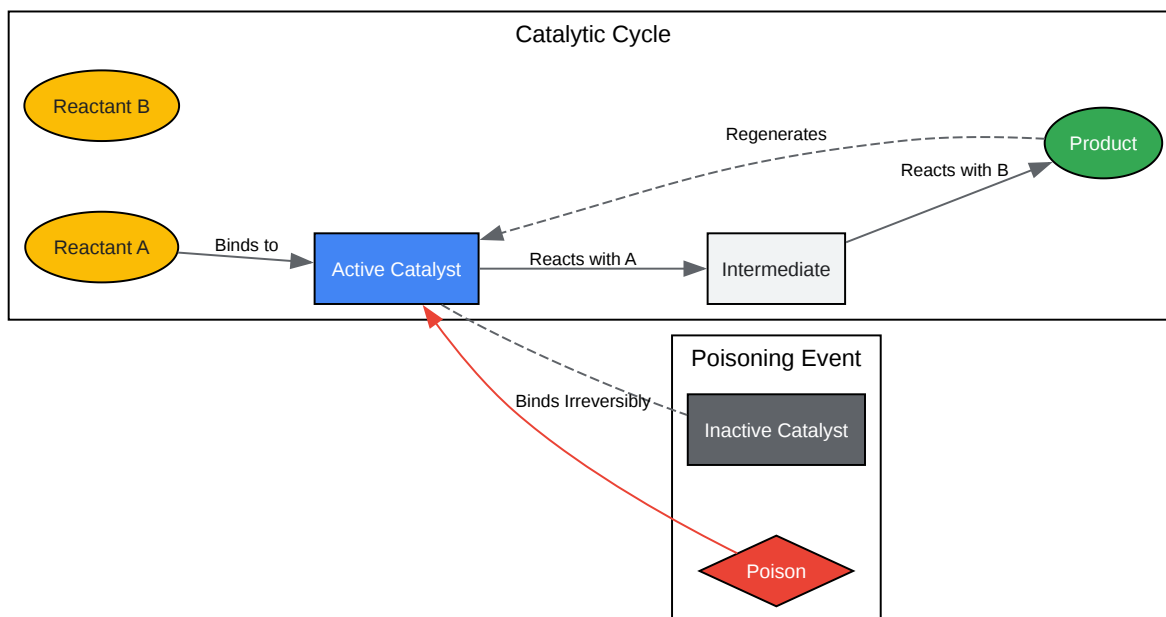 Catalytic Cycle
Reactant B
Regenerates
Product
Reacts with B
Reactant A
Binds to
Active Catalyst
Reacts with A
Intermediate
Poisoning Event
Binds Irreversibly
Inactive Catalyst
Poison